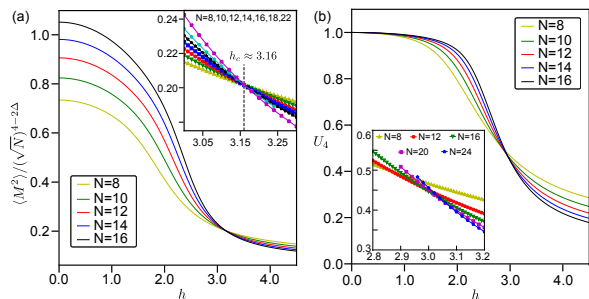 (a)
⟨M²⟩/(√N)⁴⁻²Δ
1.0
0.8
0.6
0.4
0.2
0.0
1.0
2.0
3.0
4.0
h
N=8
N=10
N=12
N=14
N=16
N=8,10,12,14,16,18,20,22
h_c ≈ 3.16
0.26
0.24
0.22
0.20
3.05
3.15
3.25
(b)
U₄
1.0
0.8
0.6
0.4
0.2
0.0
0.0
1.0
2.0
3.0
4.0
h
N=8
N=10
N=12
N=14
N=16
N=8
N=12
N=16
N=20
N=24
0.6
0.5
0.4
0.3
2.8
2.9
3.0
3.1
3.2